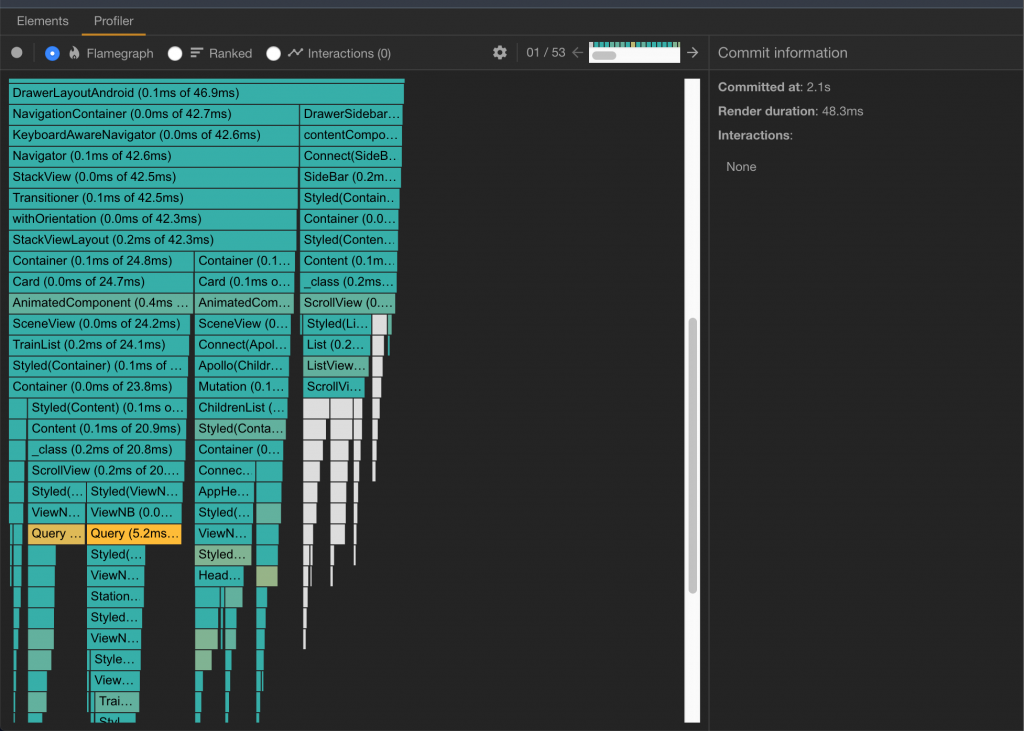 Elements Profiler
Flamegraph Ranked Interactions (0) 01 / 53 Commit information
DrawerLayoutAndroid (0.1ms of 46.9ms)
NavigationContainer (0.0ms of 42.7ms) DrawerSidebar...
KeyboardAwareNavigator (0.0ms of 42.6ms) contentCompo...
Navigator (0.1ms of 42.6ms) Connect(SideB...
StackView (0.0ms of 42.5ms) SideBar (0.2m...
Transitioner (0.1ms of 42.5ms) Styled(Contain...
withOrientation (0.0ms of 42.3ms) Container (0.0...
StackViewLayout (0.2ms of 42.3ms) Styled(Conten...
Container (0.1ms of 24.8ms) Container (0.1... Content (0.1m...
Card (0.0ms of 24.7ms) Card (0.1ms o... _class (0.2ms...
AnimatedComponent (0.4ms ... AnimatedCom... ScrollView (0....
SceneView (0.0ms of 24.2ms) SceneView (0... Styled(Li...
TrainList (0.2ms of 24.1ms) Connect(Apol... List (0.2...
Styled(Container) (0.1ms of ... Apollo(Childr... ListView...
Container (0.0ms of 23.8ms) Mutation (0.1... ScrollVi...
Styled(Content) (0.1ms o... ChildrenList (...
Content (0.1ms of 20.9ms) Styled(Conta...
_class (0.2ms of 20.8ms) Container (0...
ScrollView (0.2ms of 20.... Connec...
Styled(... Styled(ViewN... AppHe...
ViewN... ViewNB (0.0... Styled(...
Query ... Query (5.2ms... ViewN...
Styled(... Styled...
ViewN... Head...
Station...
Styled...
ViewN...
Style...
View...
Trai...
Styl...
Committed at: 2.1s
Render duration: 48.3ms
Interactions:
None